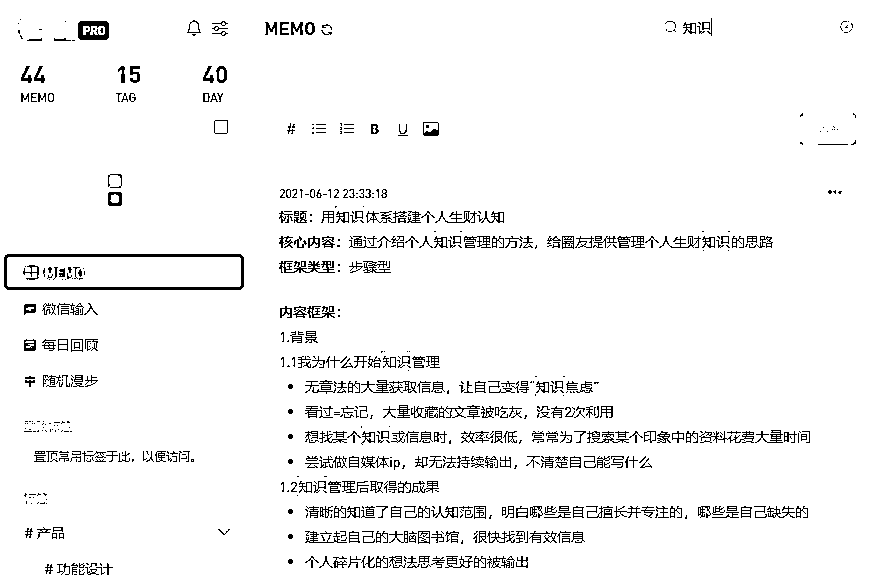 PRO
44
MEMO
15
TAG
40
DAY
MEMO
微信输入
每日回顾
随机漫步
置顶常用标签于此，以便访问。
# 产品
# 功能设计
MEMO
知识
# B U
2021-06-12 23:33:18
标题：用知识体系搭建个人生财认知
核心内容：通过介绍个人知识管理的方法，给圈友提供管理个人生财知识的思路
框架类型：步骤型
内容框架：
1.背景
1.1我为什么开始知识管理
• 无章法的大量获取信息，让自己变得“知识焦虑”
• 看过=忘记，大量收藏的文章被吃灰，没有2次利用
• 想找某个知识或信息时，效率很低，常常为了搜索某个印象中的资料花费大量时间
• 尝试做自媒体ip，却无法持续输出，不清楚自己能写什么
1.2知识管理后取得的成果
• 清晰的知道了自己的认知范围，明白哪些是自己擅长并专注的，哪些是自己缺失的
• 建立起自己的大脑图书馆，很快找到有效信息
• 个人碎片化的想法思考更好的被输出